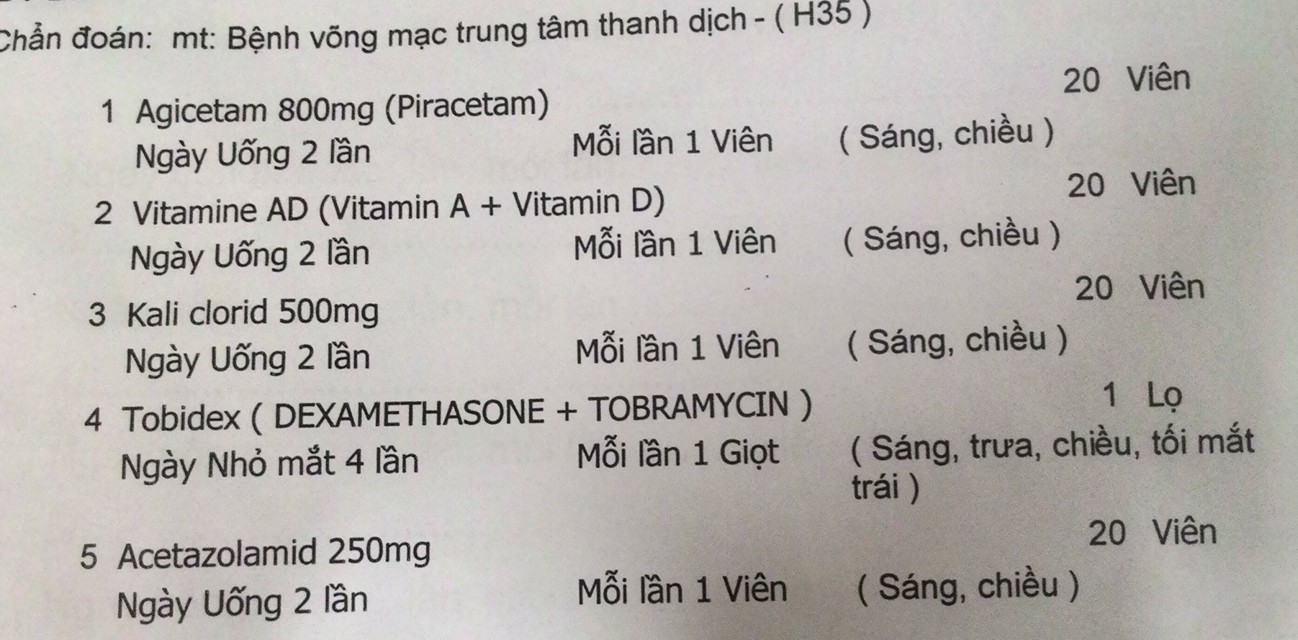 Chẩn đoán: mt: Bệnh võng mạc trung tâm thanh dịch - ( H35 )
1 Agicetam 800mg (Piracetam) 20 Viên
Ngày Uống 2 lần Mỗi lần 1 Viên ( Sáng, chiều )
2 Vitamine AD (Vitamin A + Vitamin D) 20 Viên
Ngày Uống 2 lần Mỗi lần 1 Viên ( Sáng, chiều )
3 Kali clorid 500mg 20 Viên
Ngày Uống 2 lần Mỗi lần 1 Viên ( Sáng, chiều )
4 Tobidex ( DEXAMETHASONE + TOBRAMYCIN ) 1 Lọ
Ngày Nhỏ mắt 4 lần Mỗi lần 1 Giọt ( Sáng, trưa, chiều, tối mắt
trái )
5 Acetazolamid 250mg 20 Viên
Ngày Uống 2 lần Mỗi lần 1 Viên ( Sáng, chiều )